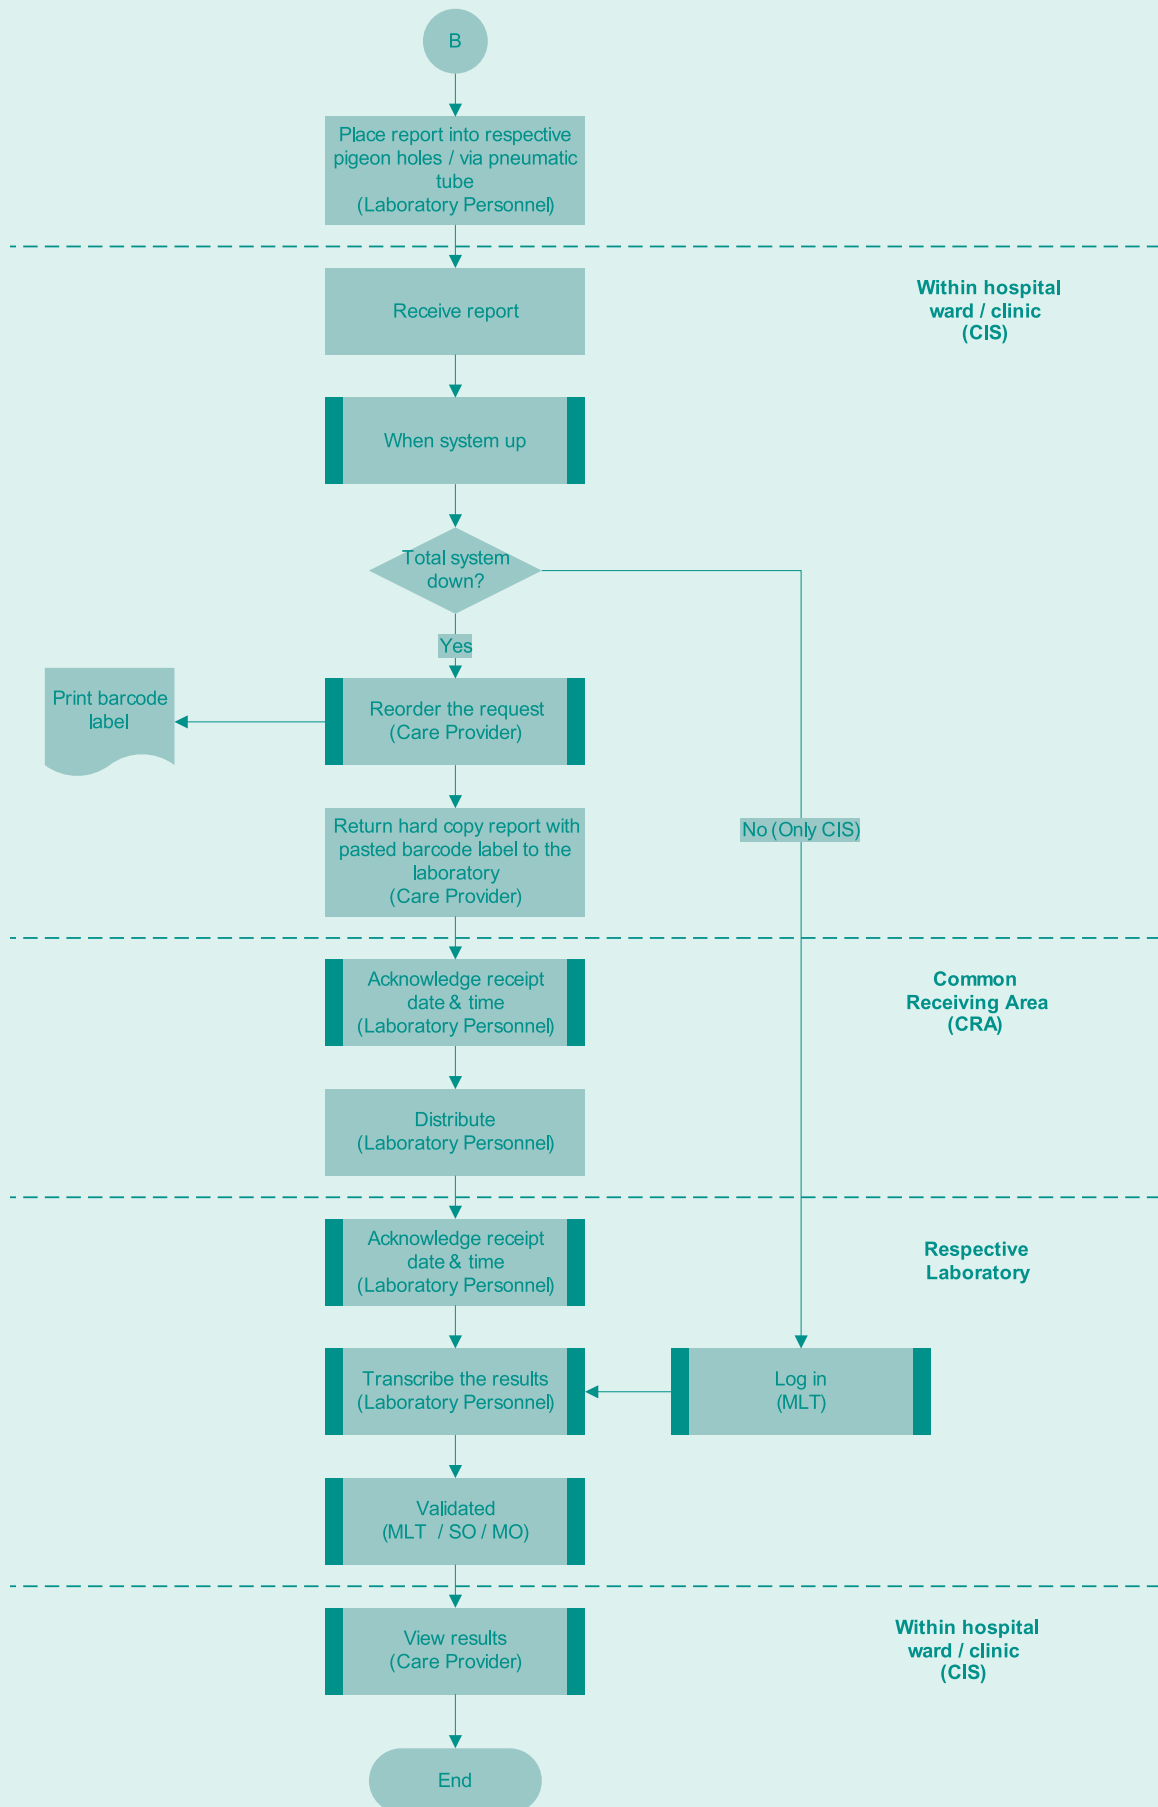 B
Place report into respective
pigeon holes / via pneumatic
tube
(Laboratory Personnel)
Within hospital
ward / clinic
(CIS)
Receive report
When system up
Total system
down?
Yes
Print barcode
label
Reorder the request
(Care Provider)
Return hard copy report with
pasted barcode label to the
laboratory
(Care Provider)
No (Only CIS)
Common
Receiving Area
(CRA)
Acknowledge receipt
date & time
(Laboratory Personnel)
Distribute
(Laboratory Personnel)
Respective
Laboratory
Acknowledge receipt
date & time
(Laboratory Personnel)
Transcribe the results
(Laboratory Personnel)
Log in
(MLT)
Validated
(MLT / SO / MO)
Within hospital
ward / clinic
(CIS)
View results
(Care Provider)
End